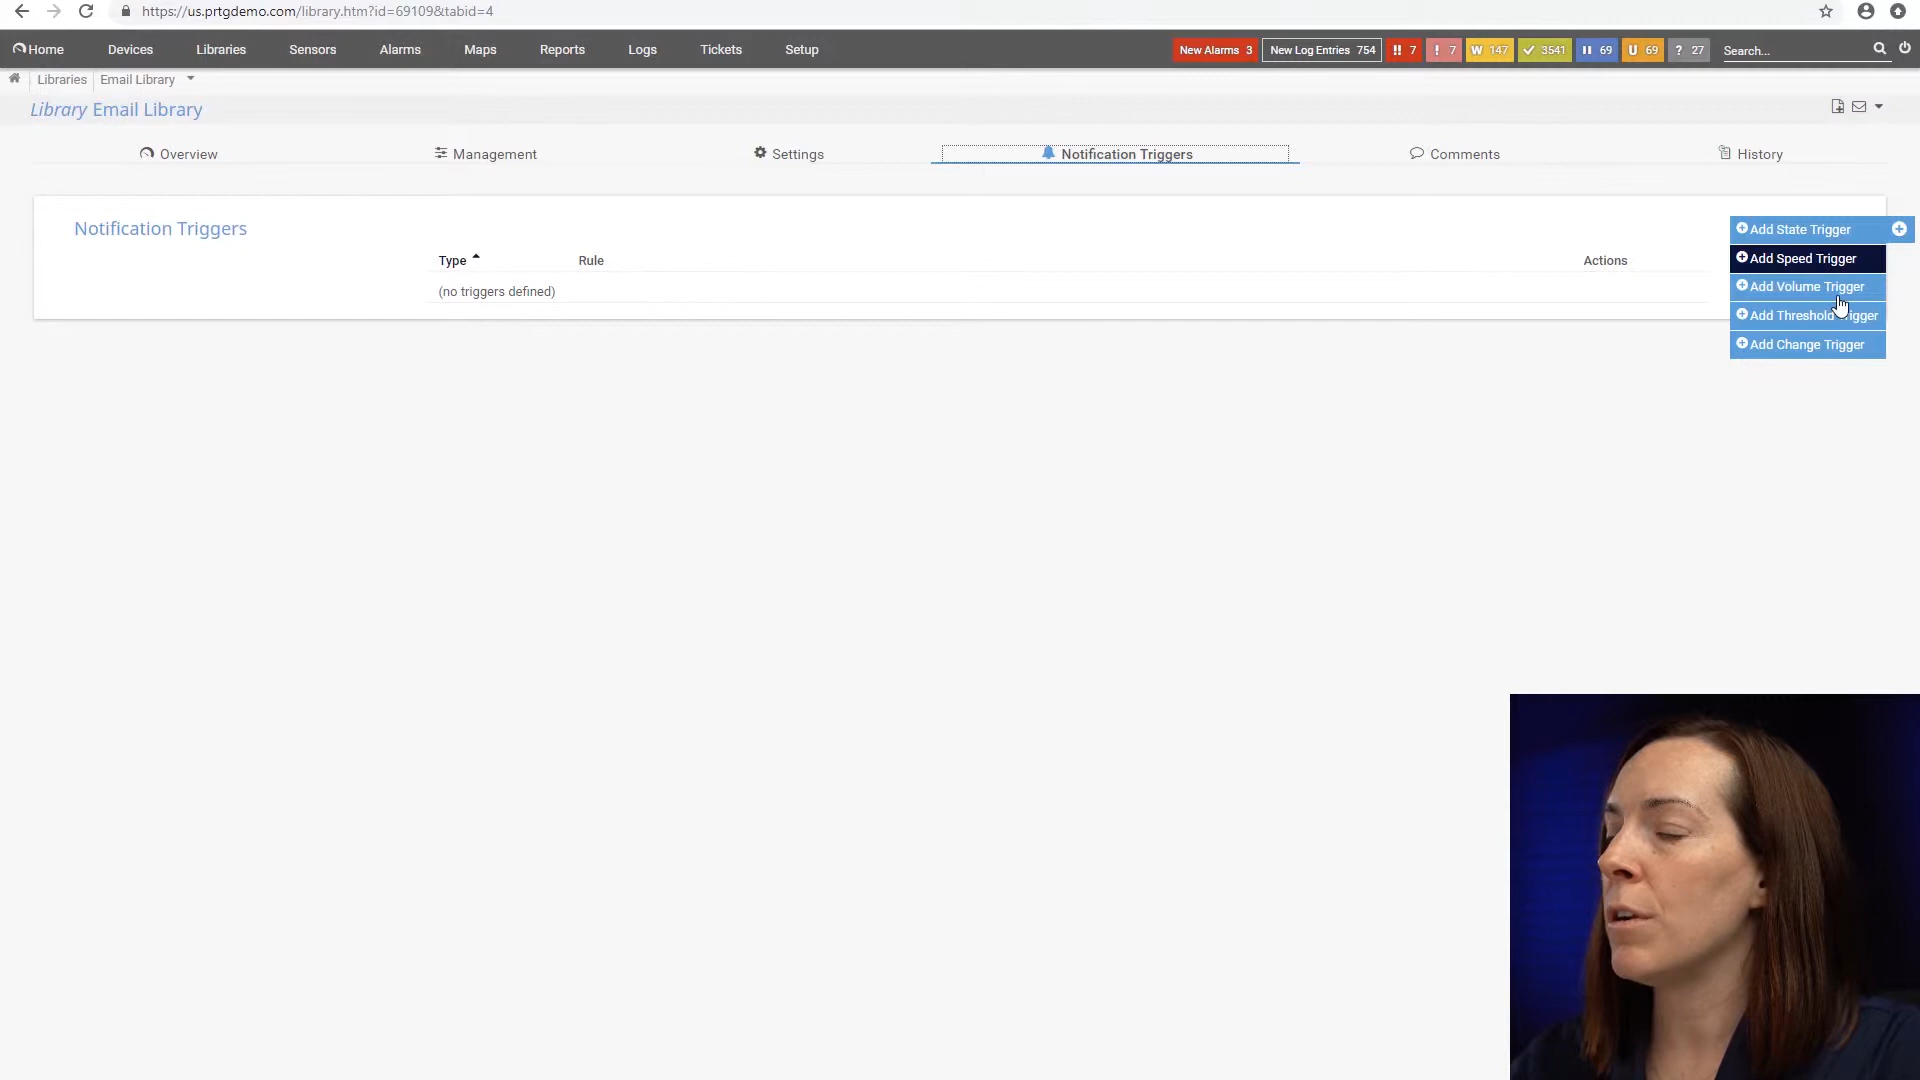 https://us.prtgdemo.com/library.htm?id=69109&tabid=4
Home Devices Libraries Sensors Alarms Maps Reports Logs Tickets Setup New Alarms 3 New Log Entries 754 !! 7 ! 7 W 147 3541 69 U 69 ? 27 Search...
Libraries Email Library
Library Email Library
Overview Management Settings Notification Triggers Comments History
Notification Triggers
Type Rule Actions
(no triggers defined)
Add State Trigger
Add Speed Trigger
Add Volume Trigger
Add Threshold Trigger
Add Change Trigger